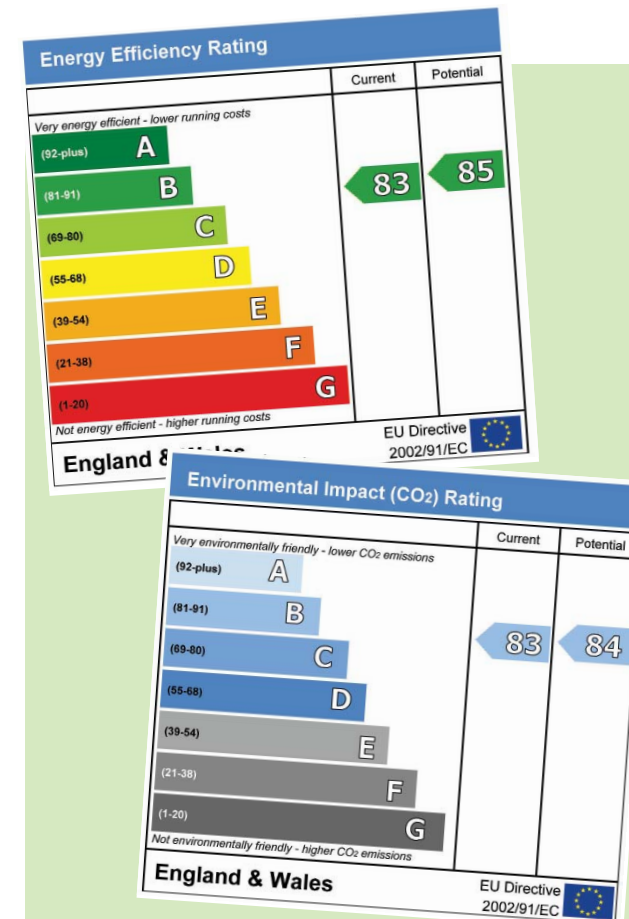 Energy Efficiency Rating
Current Potential
Very energy efficient - lower running costs
(92-plus) A
(81-91) B
83 85
(69-80) C
(55-68) D
(39-54) E
(21-38) F
(1-20) G
Not energy efficient - higher running costs
England &
EU Directive
2002/91/EC
Environmental Impact (CO2) Rating
Current Potential
Very environmentally friendly - lower CO2 emissions
(92-plus) A
(81-91) B
83 84
(69-80) C
(55-68) D
(39-54) E
(21-38) F
(1-20) G
Not environmentally friendly - higher CO2 emissions
England & Wales
EU Directive
2002/91/EC